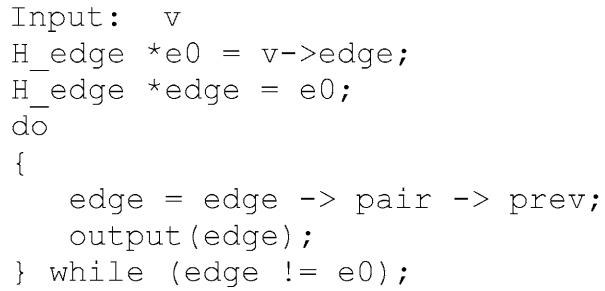 Input:  v
H_edge *e0 = v->edge;
H_edge *edge = e0;
do
{
   edge = edge -> pair -> prev;
   output(edge);
} while (edge != e0);